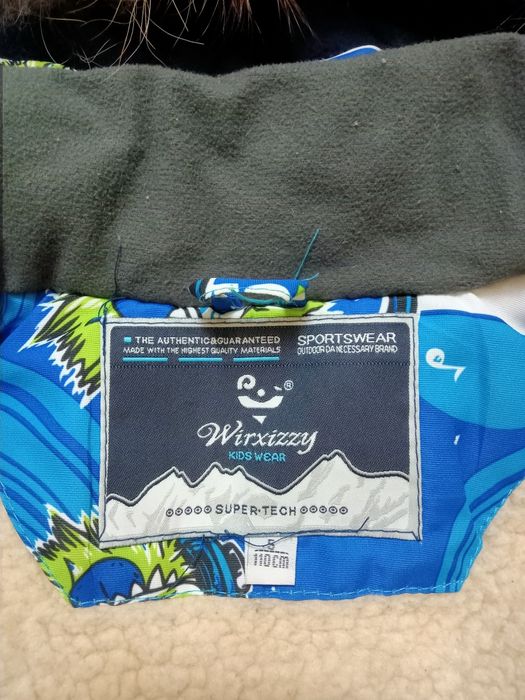 THE AUTHENTIC&GUARANTEED
MADE WITH THE HIGHEST QUALITY MATERIALS
SPORTSWEAR
OUTDOOR DA NECESSARY BRAND
®
Wirxizzy
KIDS WEAR
SUPER·TECH
5
110CM